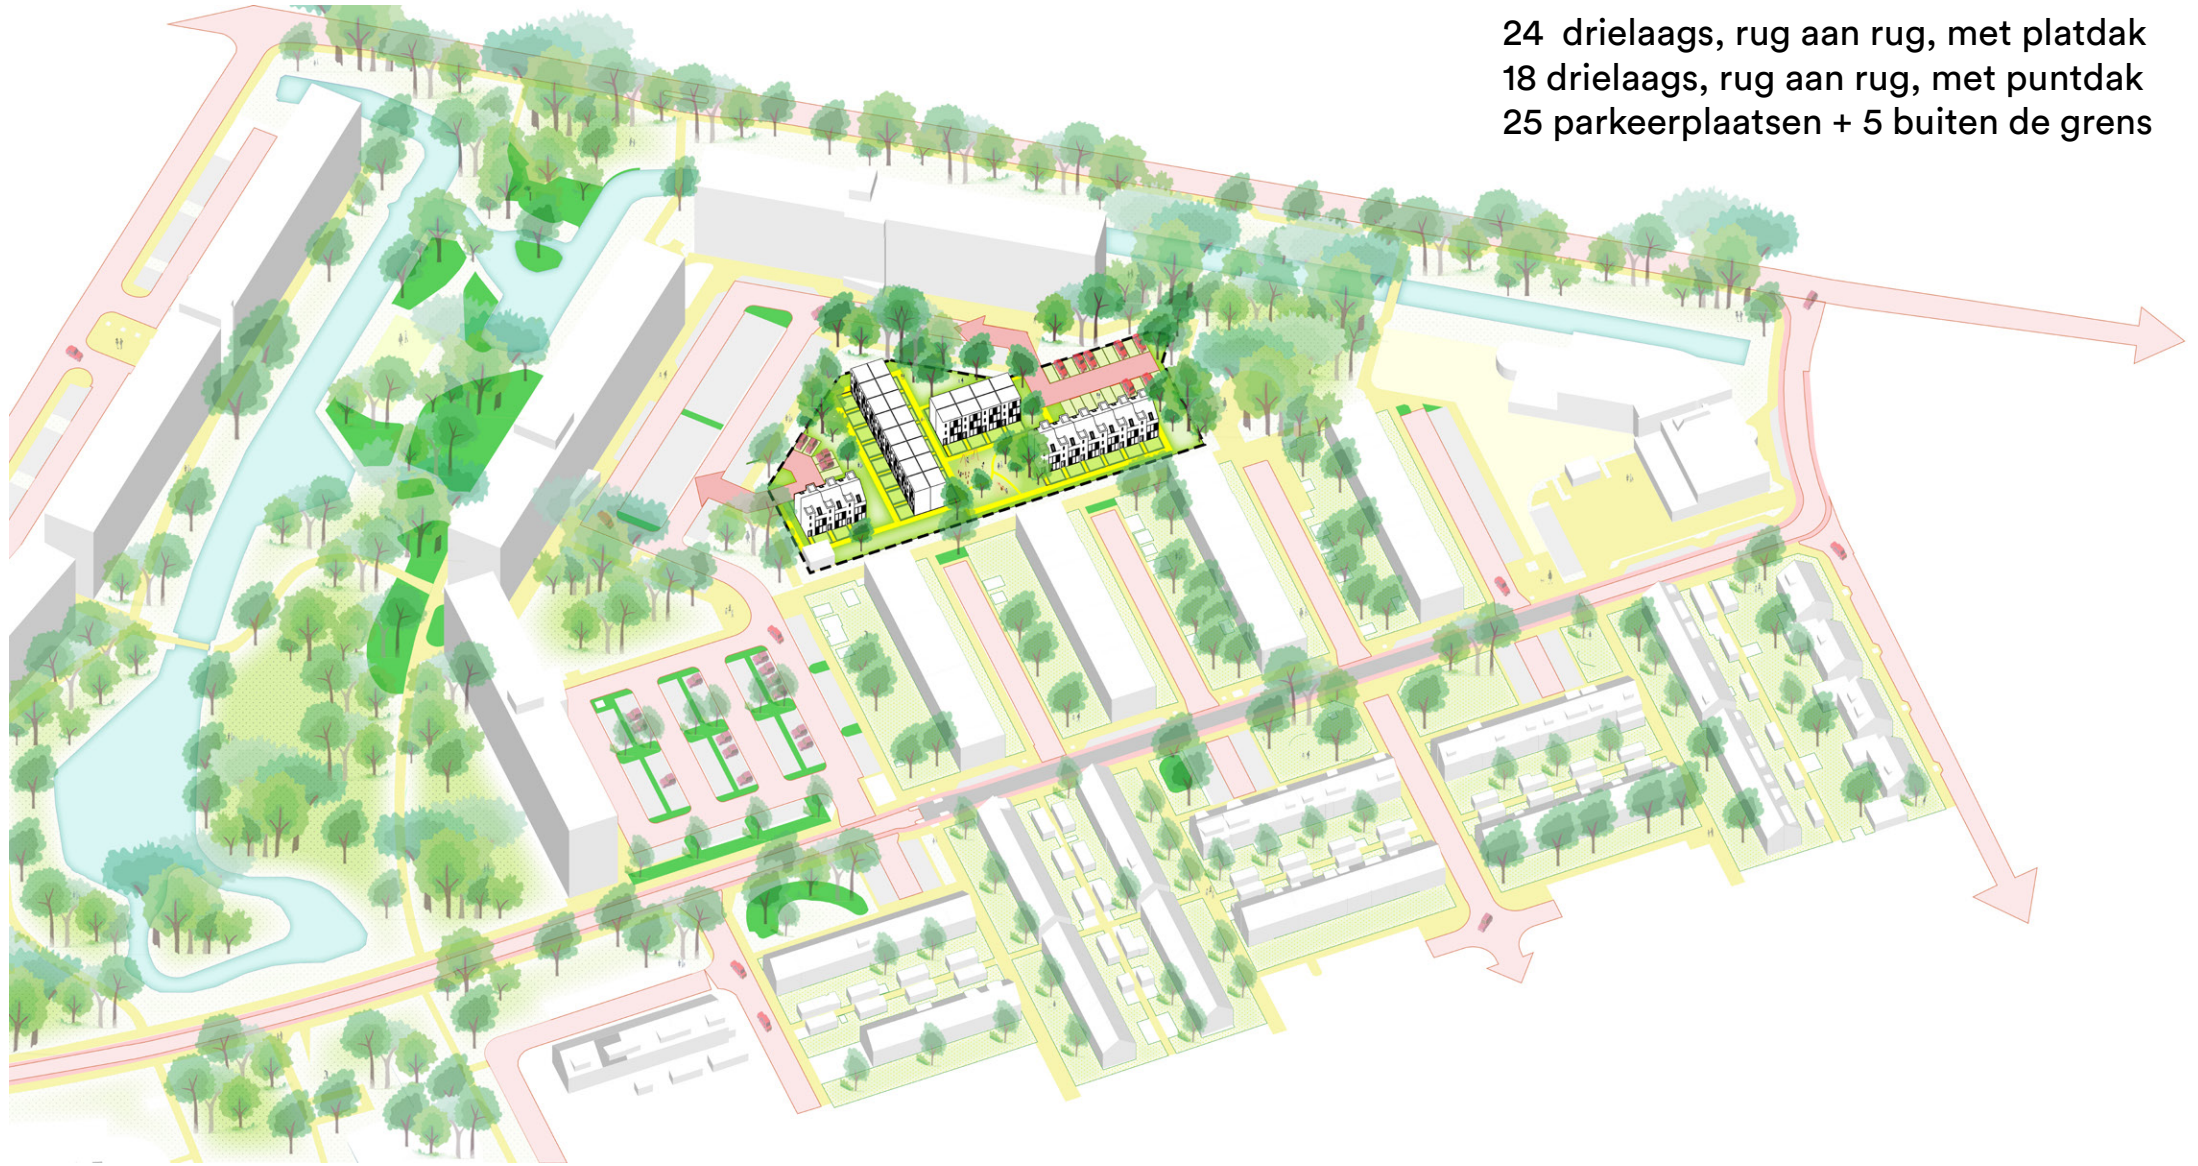 24 drielaags, rug aan rug, met platdak
18 drielaags, rug aan rug, met puntdak
25 parkeerplaatsen + 5 buiten de grens